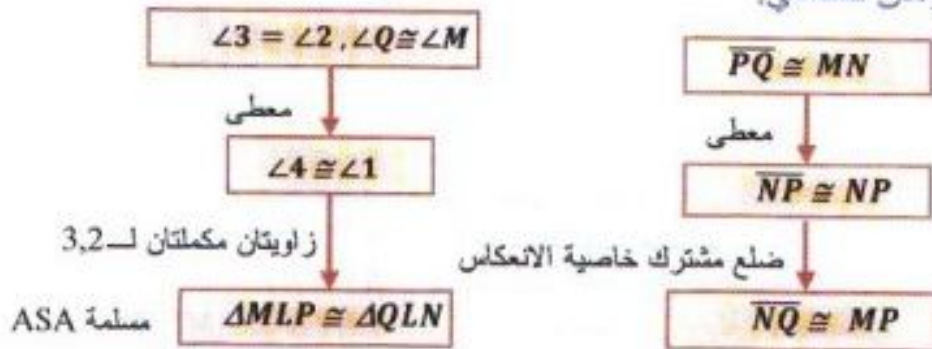 ∠3 = ∠2 , ∠Q ≅ ∠M
معطى
∠4 ≅ ∠1
زاويتان مكملتان لـ 3,2
ΔMLP ≅ ΔQLN
مسلمة ASA
PQ ≅ MN
معطى
NP ≅ NP
ضلع مشترك خاصية الانعكاس
NQ ≅ MP